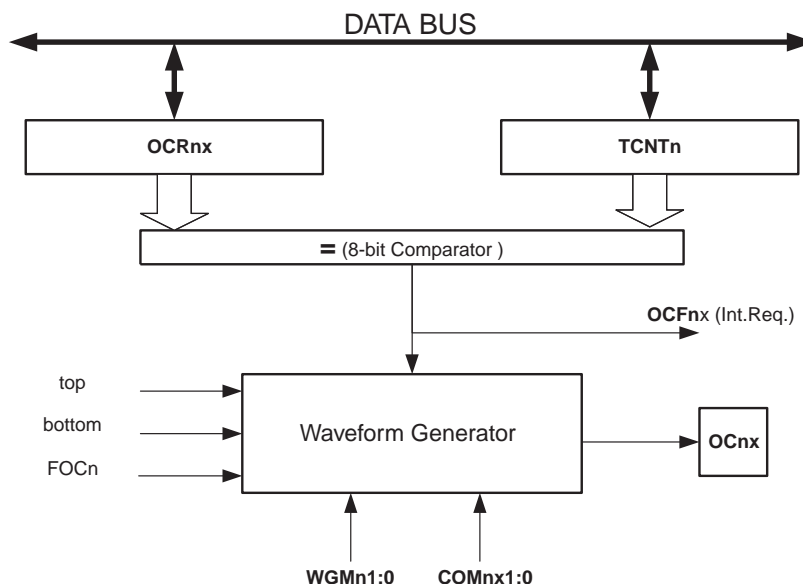 DATA BUS
OCRnx
TCNTn
= (8-bit Comparator )
OCFnx (Int.Req.)
top
bottom
FOCn
Waveform Generator
OCnx
WGMn1:0
COMnx1:0